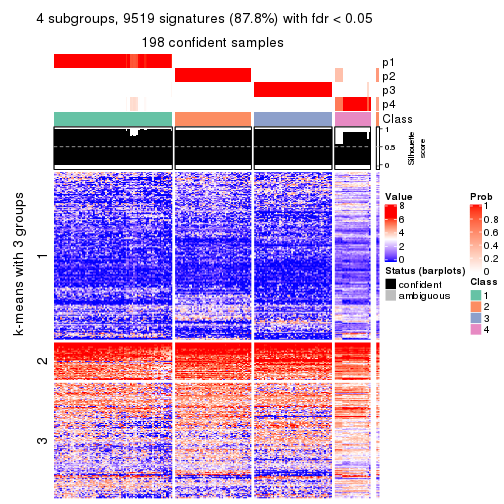 4 subgroups, 9519 signatures (87.8%) with fdr < 0.05
198 confident samples
p1
p2
p3
p4
Class
1
0.5
0
Silhouette
score
k-means with 3 groups
1
2
3
Value
8
6
4
2
0
Status (barplots)
confident
ambiguous
Prob
1
0.8
0.6
0.4
0.2
0
Class
1
2
3
4